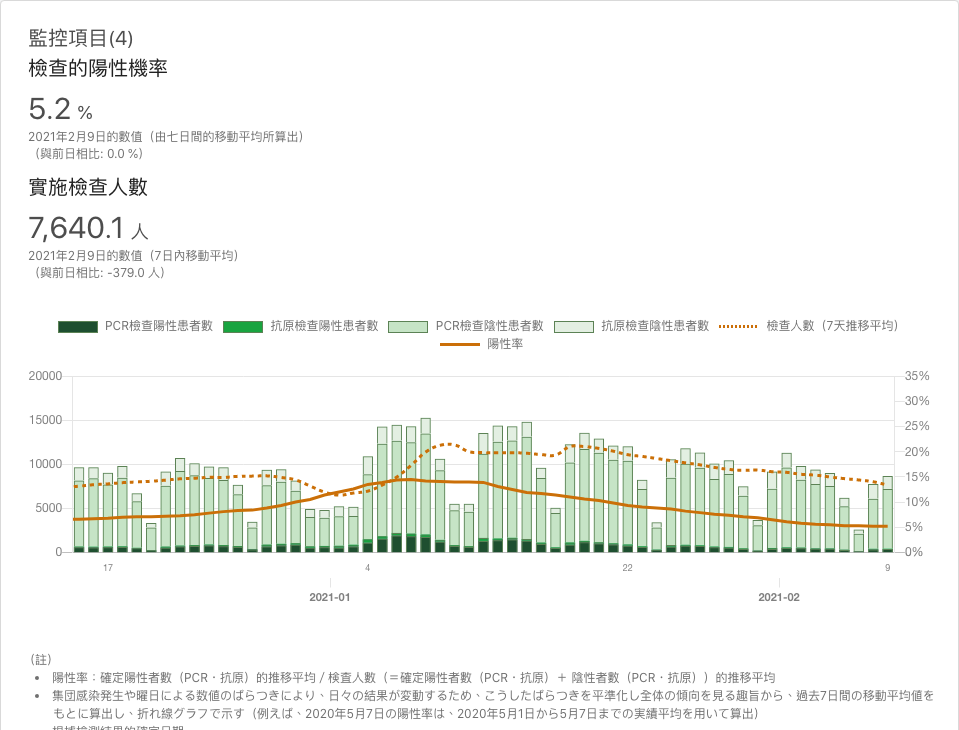 監控項目(4)
檢查的陽性機率
5.2 %
2021年2月9日的數值（由七日間的移動平均所算出）
（與前日相比: 0.0 %）
實施檢查人數
7,640.1 人
2021年2月9日的數值（7日內移動平均）
（與前日相比: -379.0 人）
PCR檢查陽性患者數 抗原檢查陽性患者數 PCR檢查陰性患者數 抗原檢查陰性患者數 檢查人數（7天推移平均）
陽性率
20000 35%
30%
15000 25%
20%
10000 15%
5000 10%
5%
0 0%
17 4 22 9
2021-01 2021-02
（註）
• 陽性率：確定陽性者數（PCR・抗原）的推移平均 / 檢查人數（＝確定陽性者數（PCR・抗原）＋ 陰性者數（PCR・抗原））的推移平均
• 集団感染発生や曜日による数値のばらつきにより、日々の結果が変動するため、こうしたばらつきを平準化し全体の傾向を見る趣旨から、過去7日間の移動平均値を
もとに算出し、折れ線グラフで示す（例えば、2020年5月7日の陽性率は、2020年5月1日から5月7日までの実績平均を用いて算出）